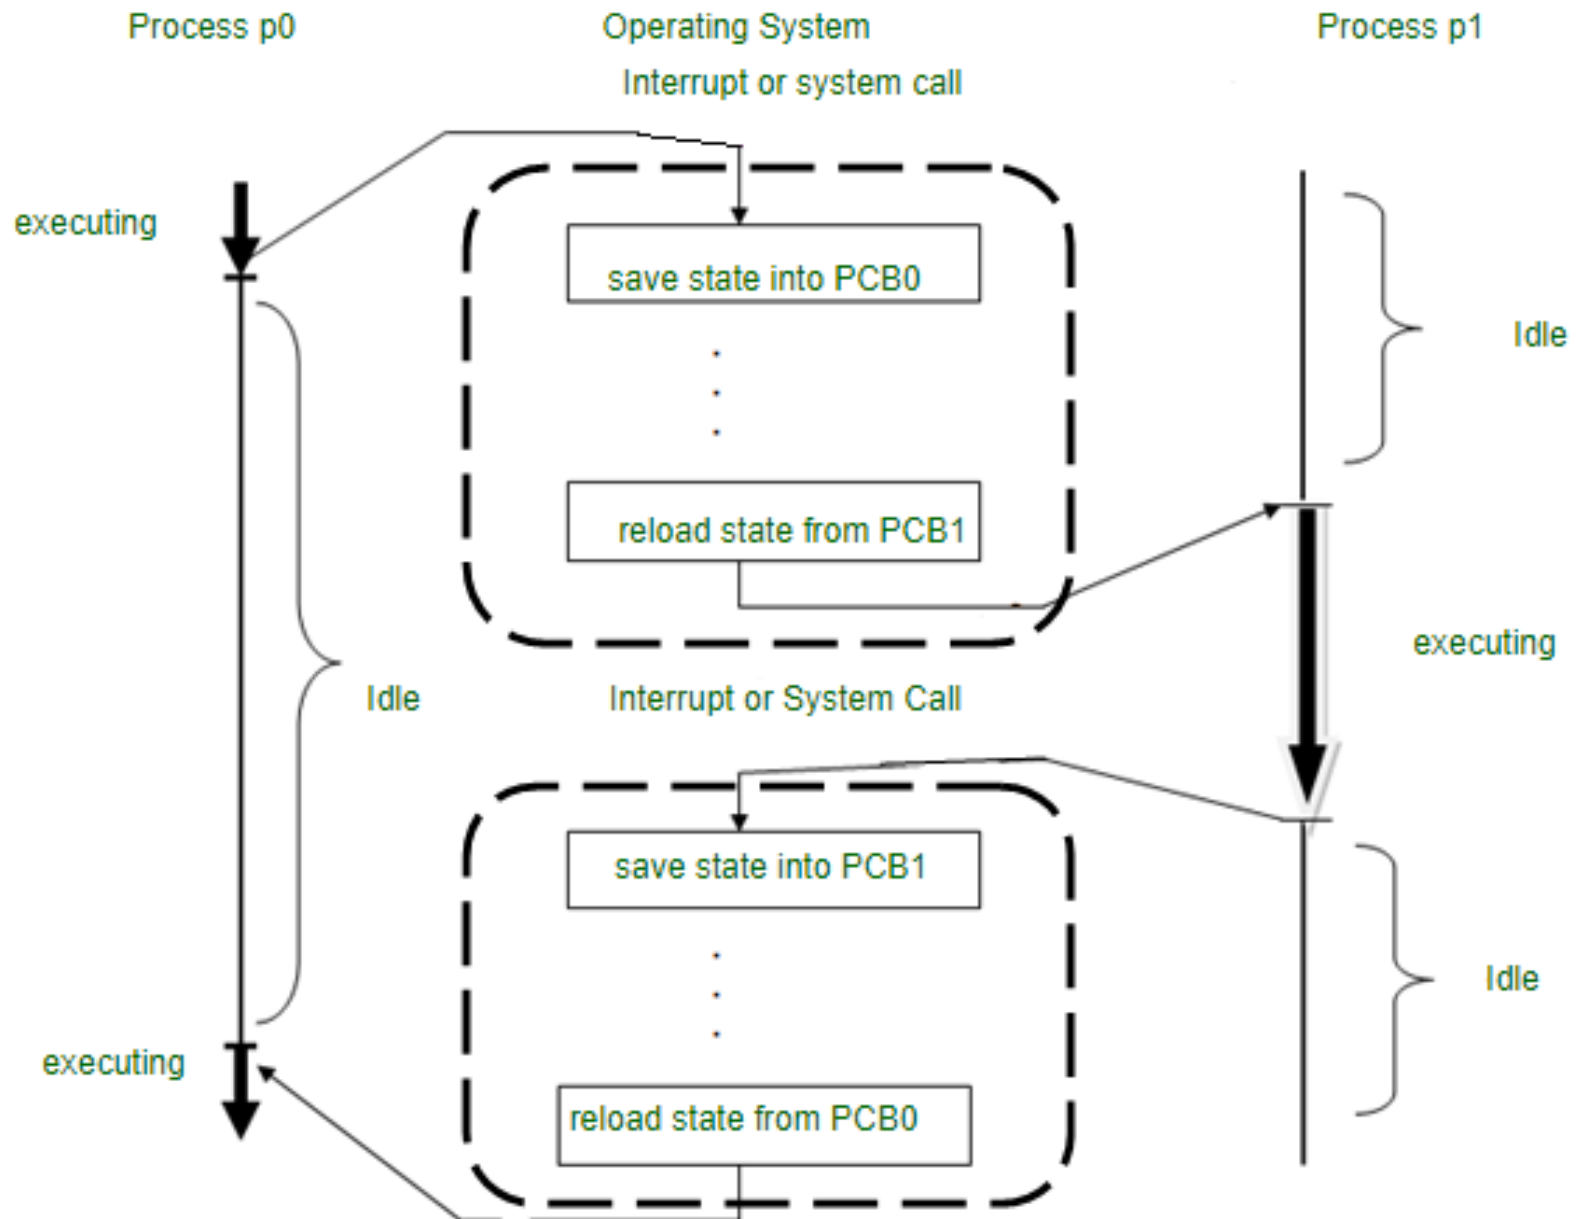 Process p0
Operating System
Process p1
Interrupt or system call
executing
save state into PCB0
Idle
reload state from PCB1
executing
Idle
Interrupt or System Call
save state into PCB1
Idle
executing
reload state from PCB0